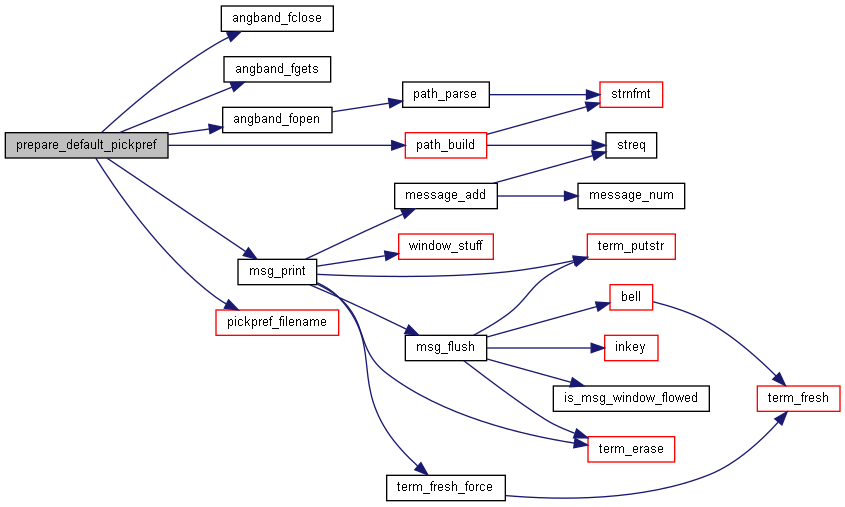 angband_fclose
angband_fgets
angband_fopen
path_parse
strnfmt
prepare_default_pickpref
path_build
streq
message_add
message_num
window_stuff
term_putstr
msg_print
bell
pickpref_filename
msg_flush
inkey
is_msg_window_flowed
term_fresh
term_erase
term_fresh_force